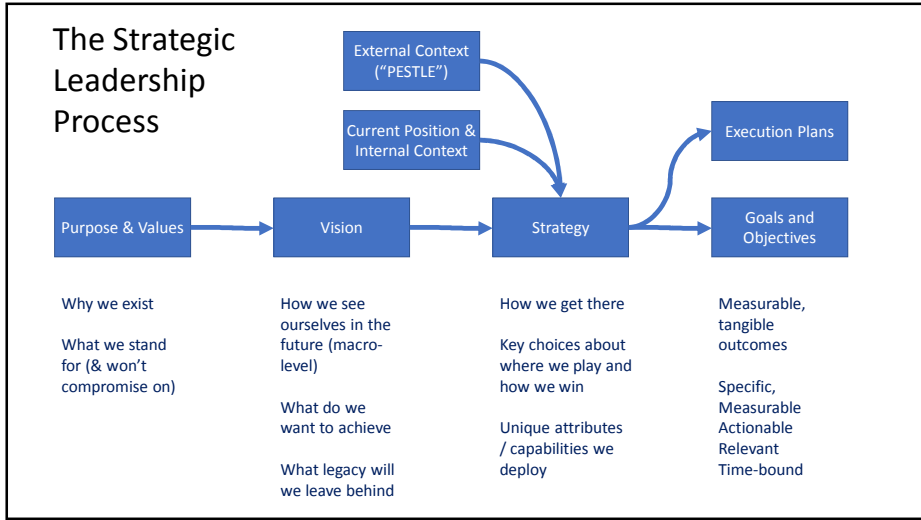 The Strategic
Leadership
Process
External Context
(“PESTLE”)
Current Position &
Internal Context
Execution Plans
Purpose & Values
Vision
Strategy
Goals and
Objectives
Why we exist
What we stand
for (& won’t
compromise on)
How we see
ourselves in the
future (macro-
level)
What do we
want to achieve
What legacy will
we leave behind
How we get there
Key choices about
where we play and
how we win
Unique attributes
/ capabilities we
deploy
Measurable,
tangible
outcomes
Specific,
Measurable
Actionable
Relevant
Time-bound